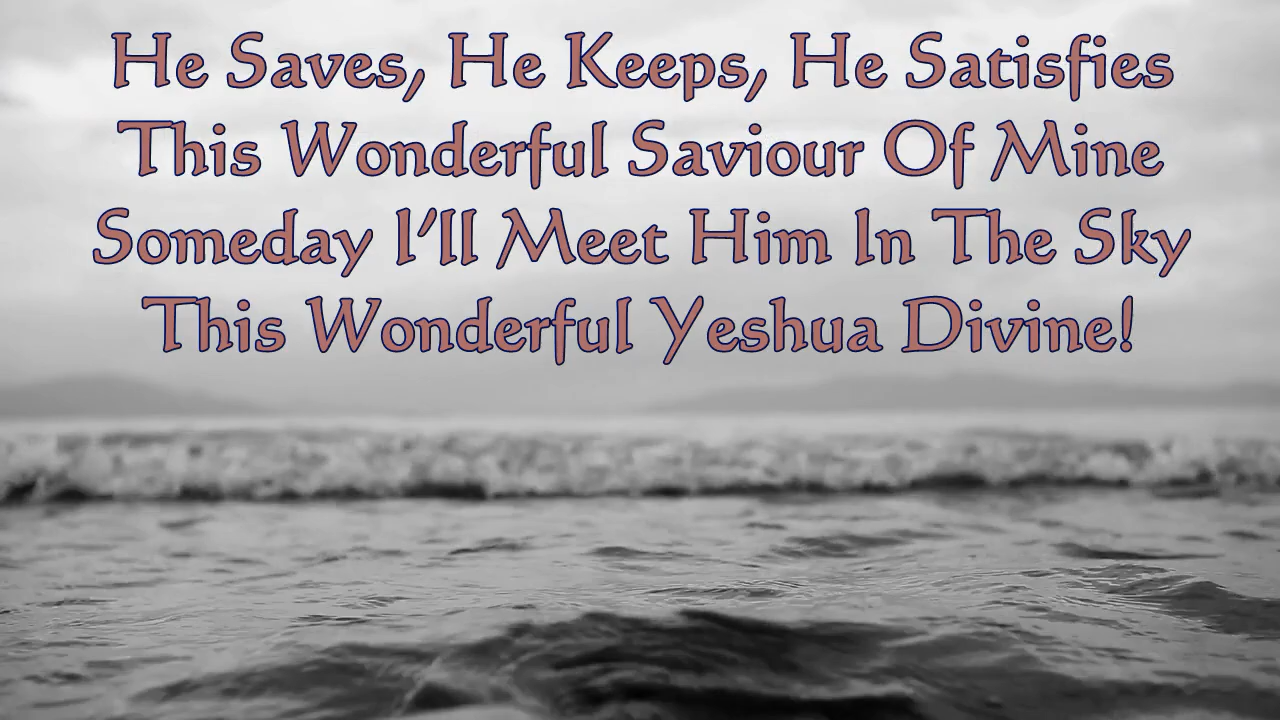 He Saves, He Keeps, He Satisfies
This Wonderful Saviour Of Mine
Someday I'll Meet Him In The Sky
This Wonderful Yeshua Divine!